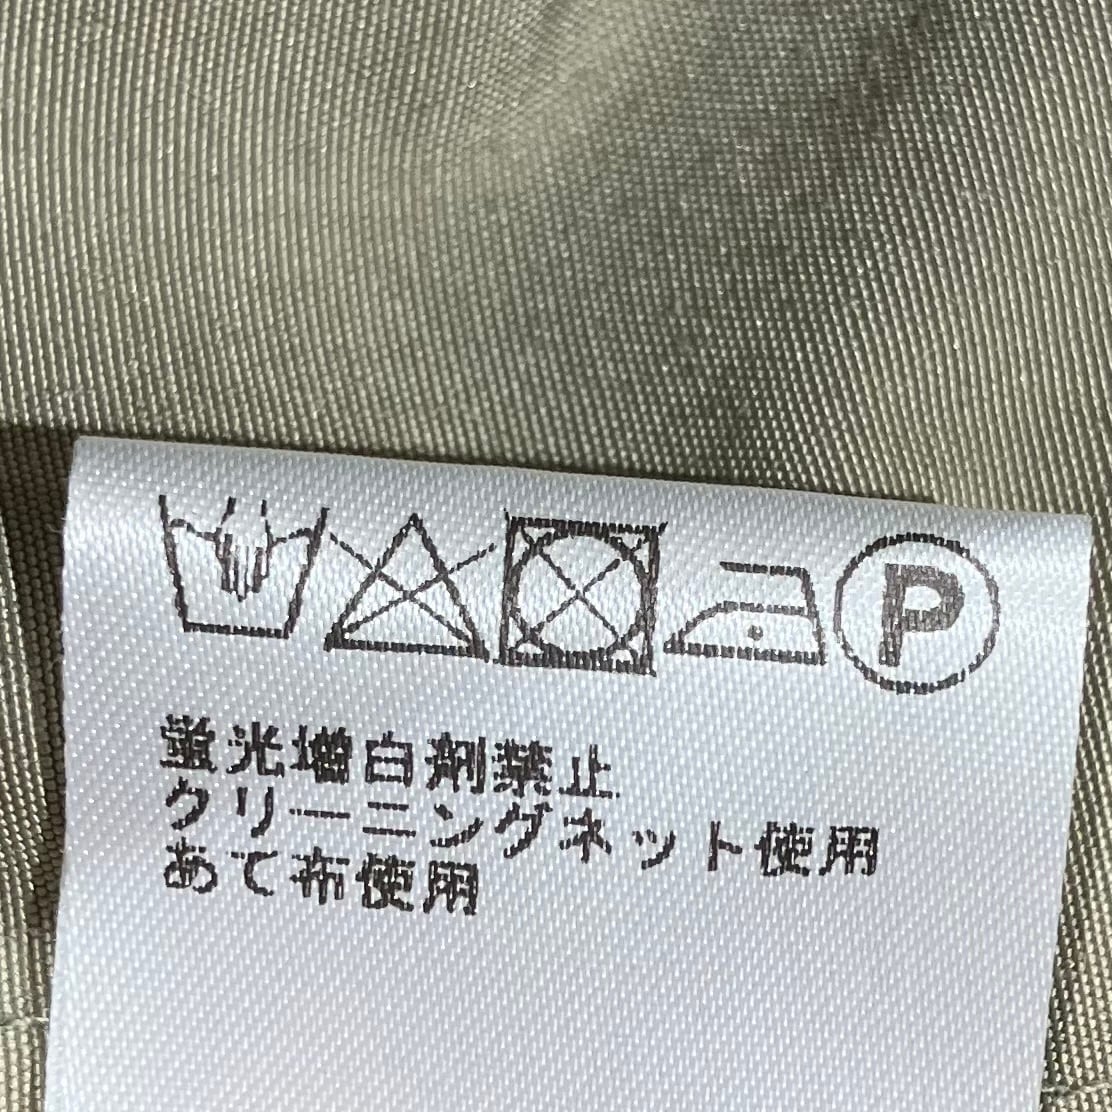 P
蛍光増白剤禁止
クリーニングネット使用
あて布使用